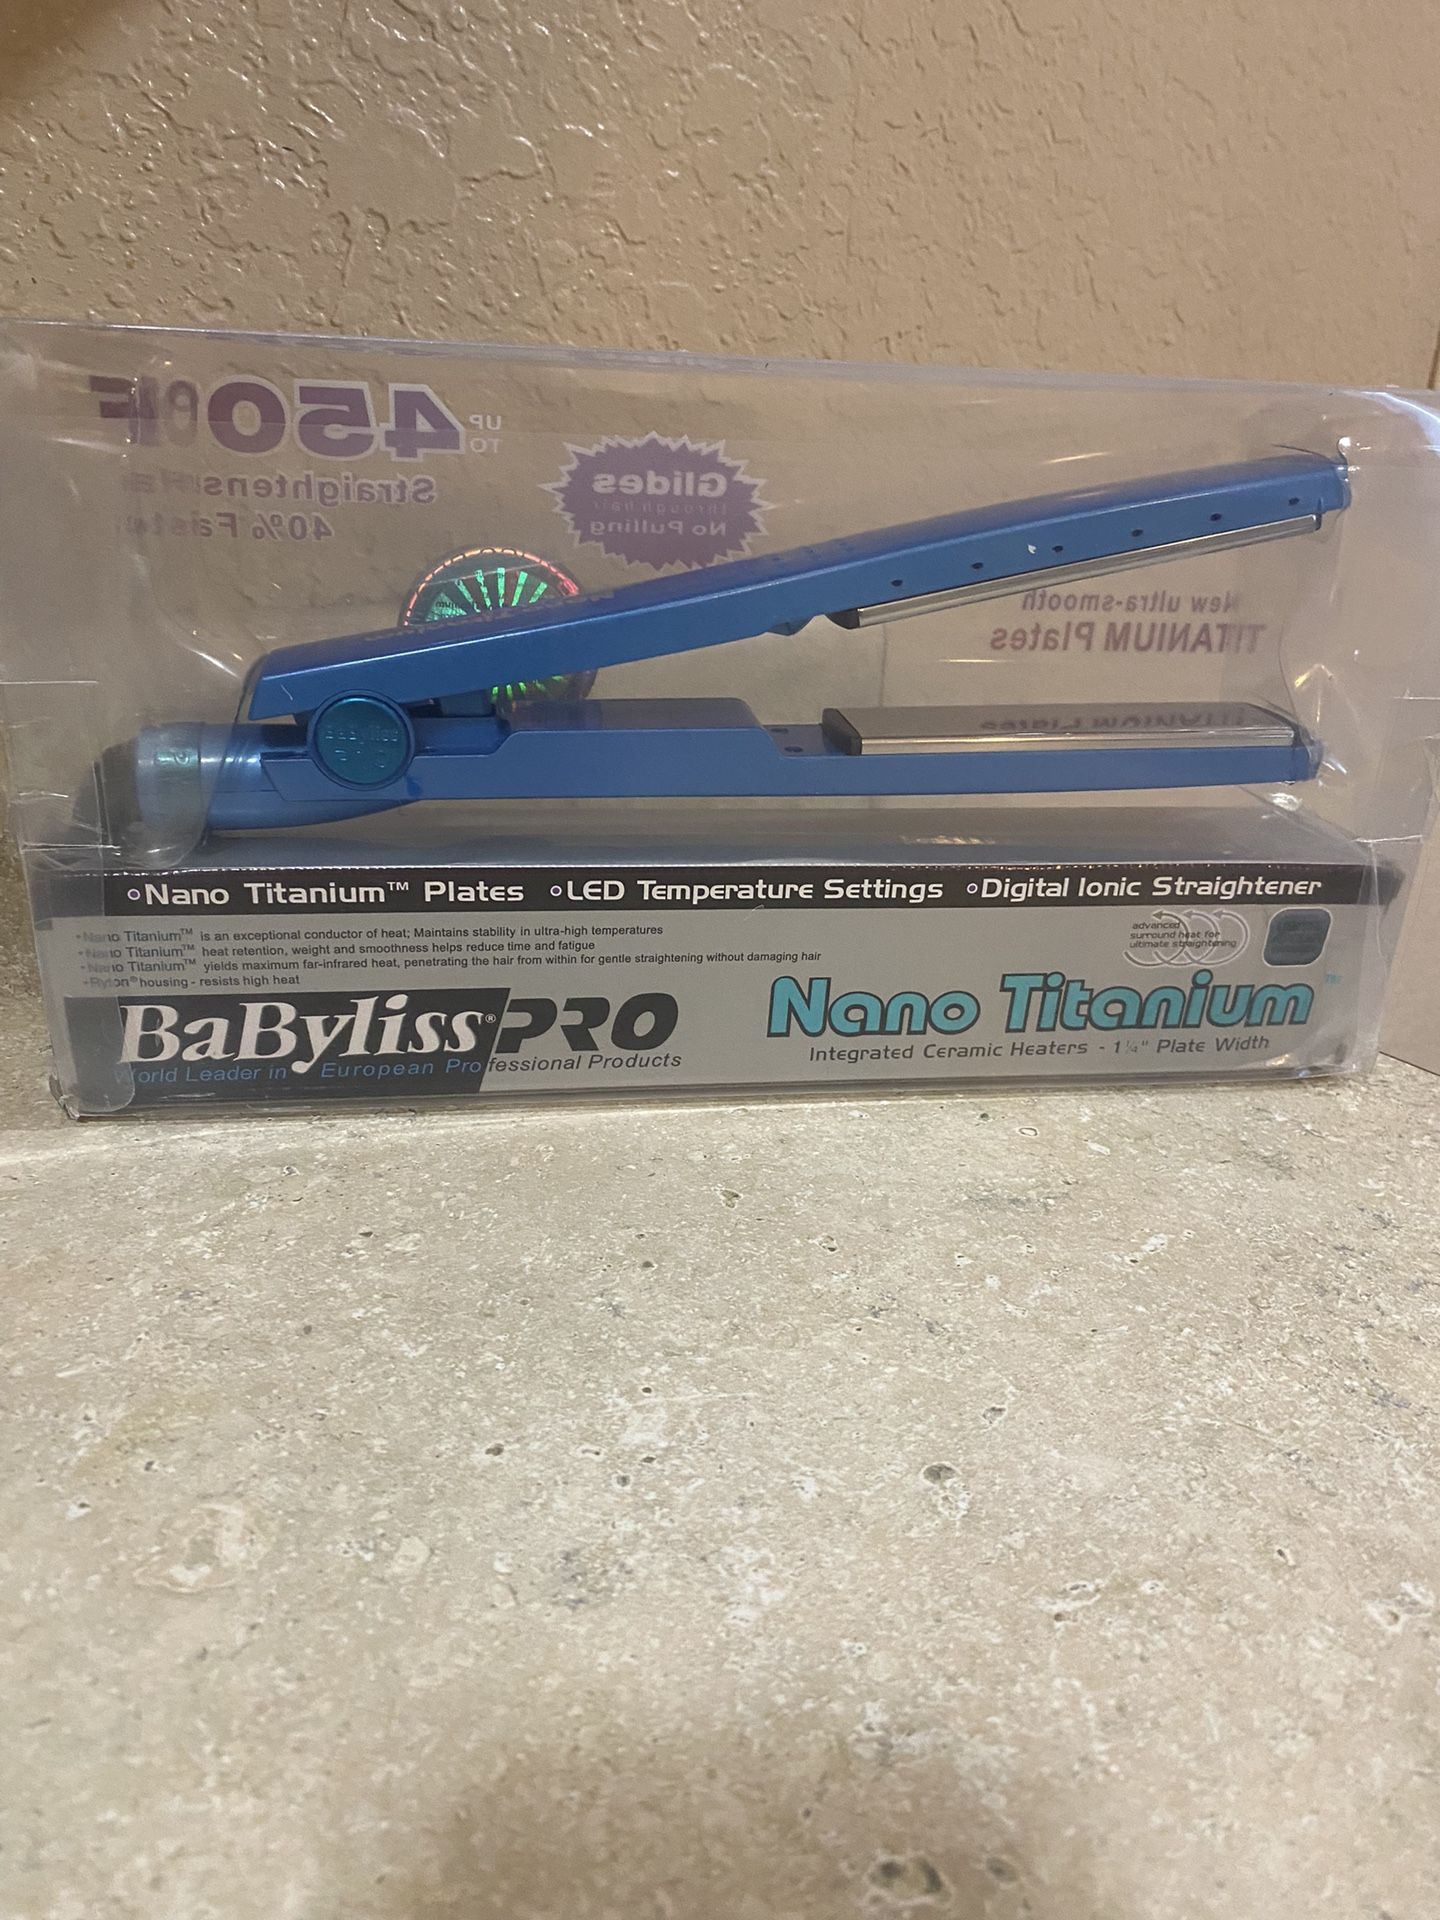 UP TO 450°F
Straightens
40% Faster
Glides
through hair
No Pulling
New ultra-smooth
TITANIUM Plates
BaByliss
PRO
Nano Titanium™ Plates LED Temperature Settings Digital Ionic Straightener
•Nano Titanium™ is an exceptional conductor of heat; Maintains stability in ultra-high temperatures
•Nano Titanium™ heat retention, weight and smoothness helps reduce time and fatigue
•Nano Titanium™ yields maximum far-infrared heat, penetrating the hair from within for gentle straightening without damaging hair
•Ryton® housing - resists high heat
advanced
surround heat for
ultimate straightening
BaByliss® PRO
World Leader in European Professional Products
Nano Titanium™
Integrated Ceramic Heaters - 1¼" Plate Width